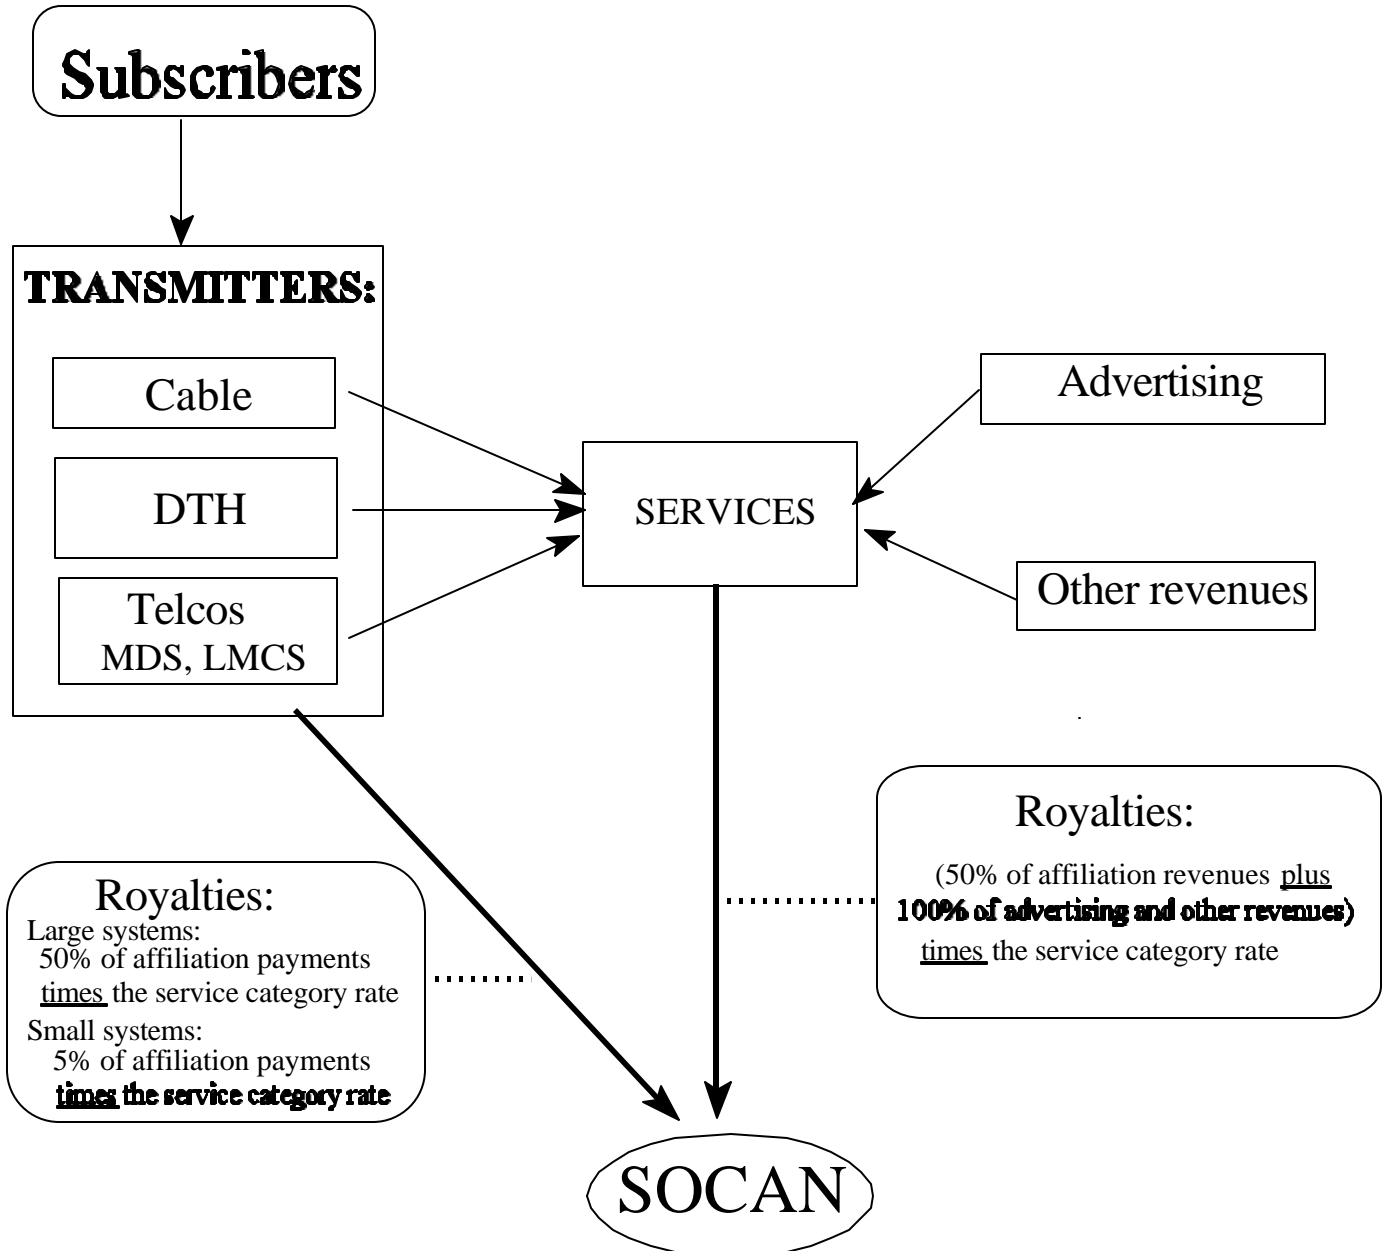 Subscribers
TRANSMITTERS:
Cable
DTH
Telcos
MDS, LMCS
SERVICES
Advertising
Other revenues
Royalties:
Large systems:
50% of affiliation payments
times the service category rate
Small systems:
5% of affiliation payments
times the service category rate
Royalties:
(50% of affiliation revenues plus
100% of advertising and other revenues)
times the service category rate
SOCAN